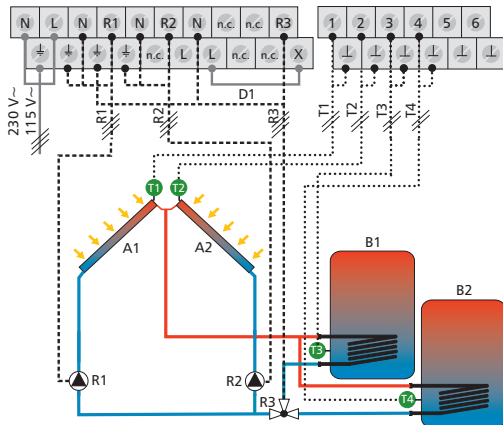 N L N R1 N R2 N n.c. n.c. R3
1 2 3 4 5 6
n.c. L L n.c. X
n.c.
D1
230 V~
115 V~
R1
R2
R3
T1
T2
T3
T4
T1 T2
A1 A2
B1
B2
T3
T4
R1
R2
R3